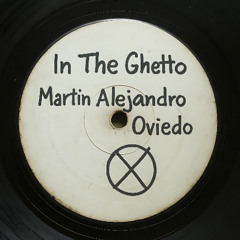 In The Ghetto
Martin Alejandro
Oviedo